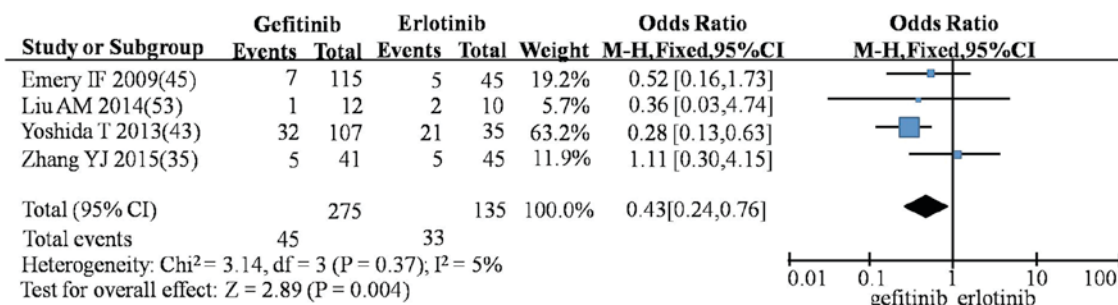 Gefitinib Erlotinib Odds Ratio Odds Ratio
Study or Subgroup Events Total Events Total Weight M-H,Fixed,95%CI M-H,Fixed,95%CI
Emery IF 2009(45) 7 115 5 45 19.2% 0.52 [0.16,1.73]
Liu AM 2014(53) 1 12 2 10 5.7% 0.36 [0.03,4.74]
Yoshida T 2013(43) 32 107 21 35 63.2% 0.28 [0.13,0.63]
Zhang YJ 2015(35) 5 41 5 45 11.9% 1.11 [0.30,4.15]
Total (95% CI) 275 135 100.0% 0.43[0.24,0.76]
Total events 45 33
Heterogeneity: Chi² = 3.14, df = 3 (P = 0.37); I² = 5%
Test for overall effect: Z = 2.89 (P = 0.004)
0.01 0.1 1 10 100
gefitinib erlotinib